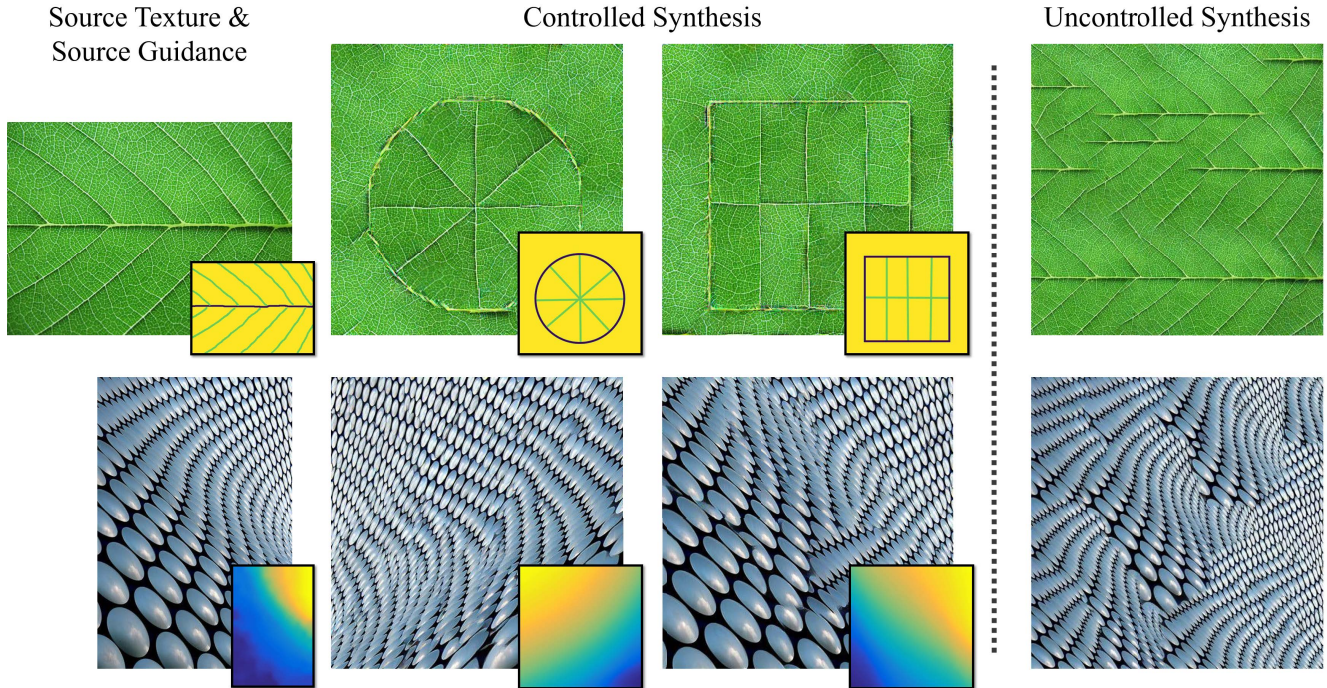 Source Texture &
Source Guidance
Controlled Synthesis
Uncontrolled Synthesis